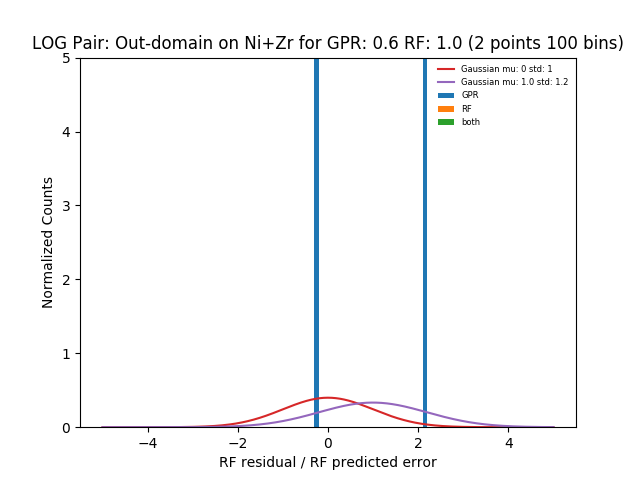 LOG Pair: Out-domain on Ni+Zr for GPR: 0.6 RF: 1.0 (2 points 100 bins)
Gaussian mu: 0 std: 1
Gaussian mu: 1.0 std: 1.2
GPR
RF
both
Normalized Counts
5
4
3
2
1
0
−4
−2
0
2
4
RF residual / RF predicted error